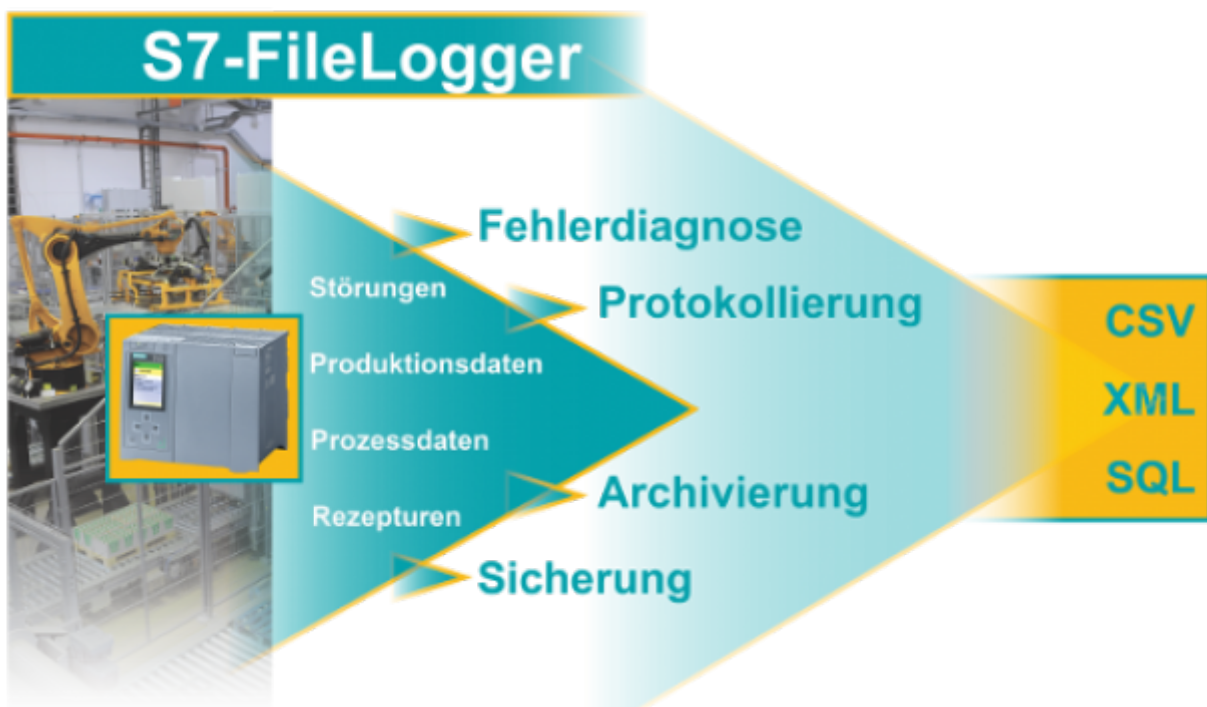 S7-FileLogger
Fehlerdiagnose
Störungen
Protokollierung
Produktionsdaten
Prozessdaten
Archivierung
Rezepturen
Sicherung
CSV
XML
SQL